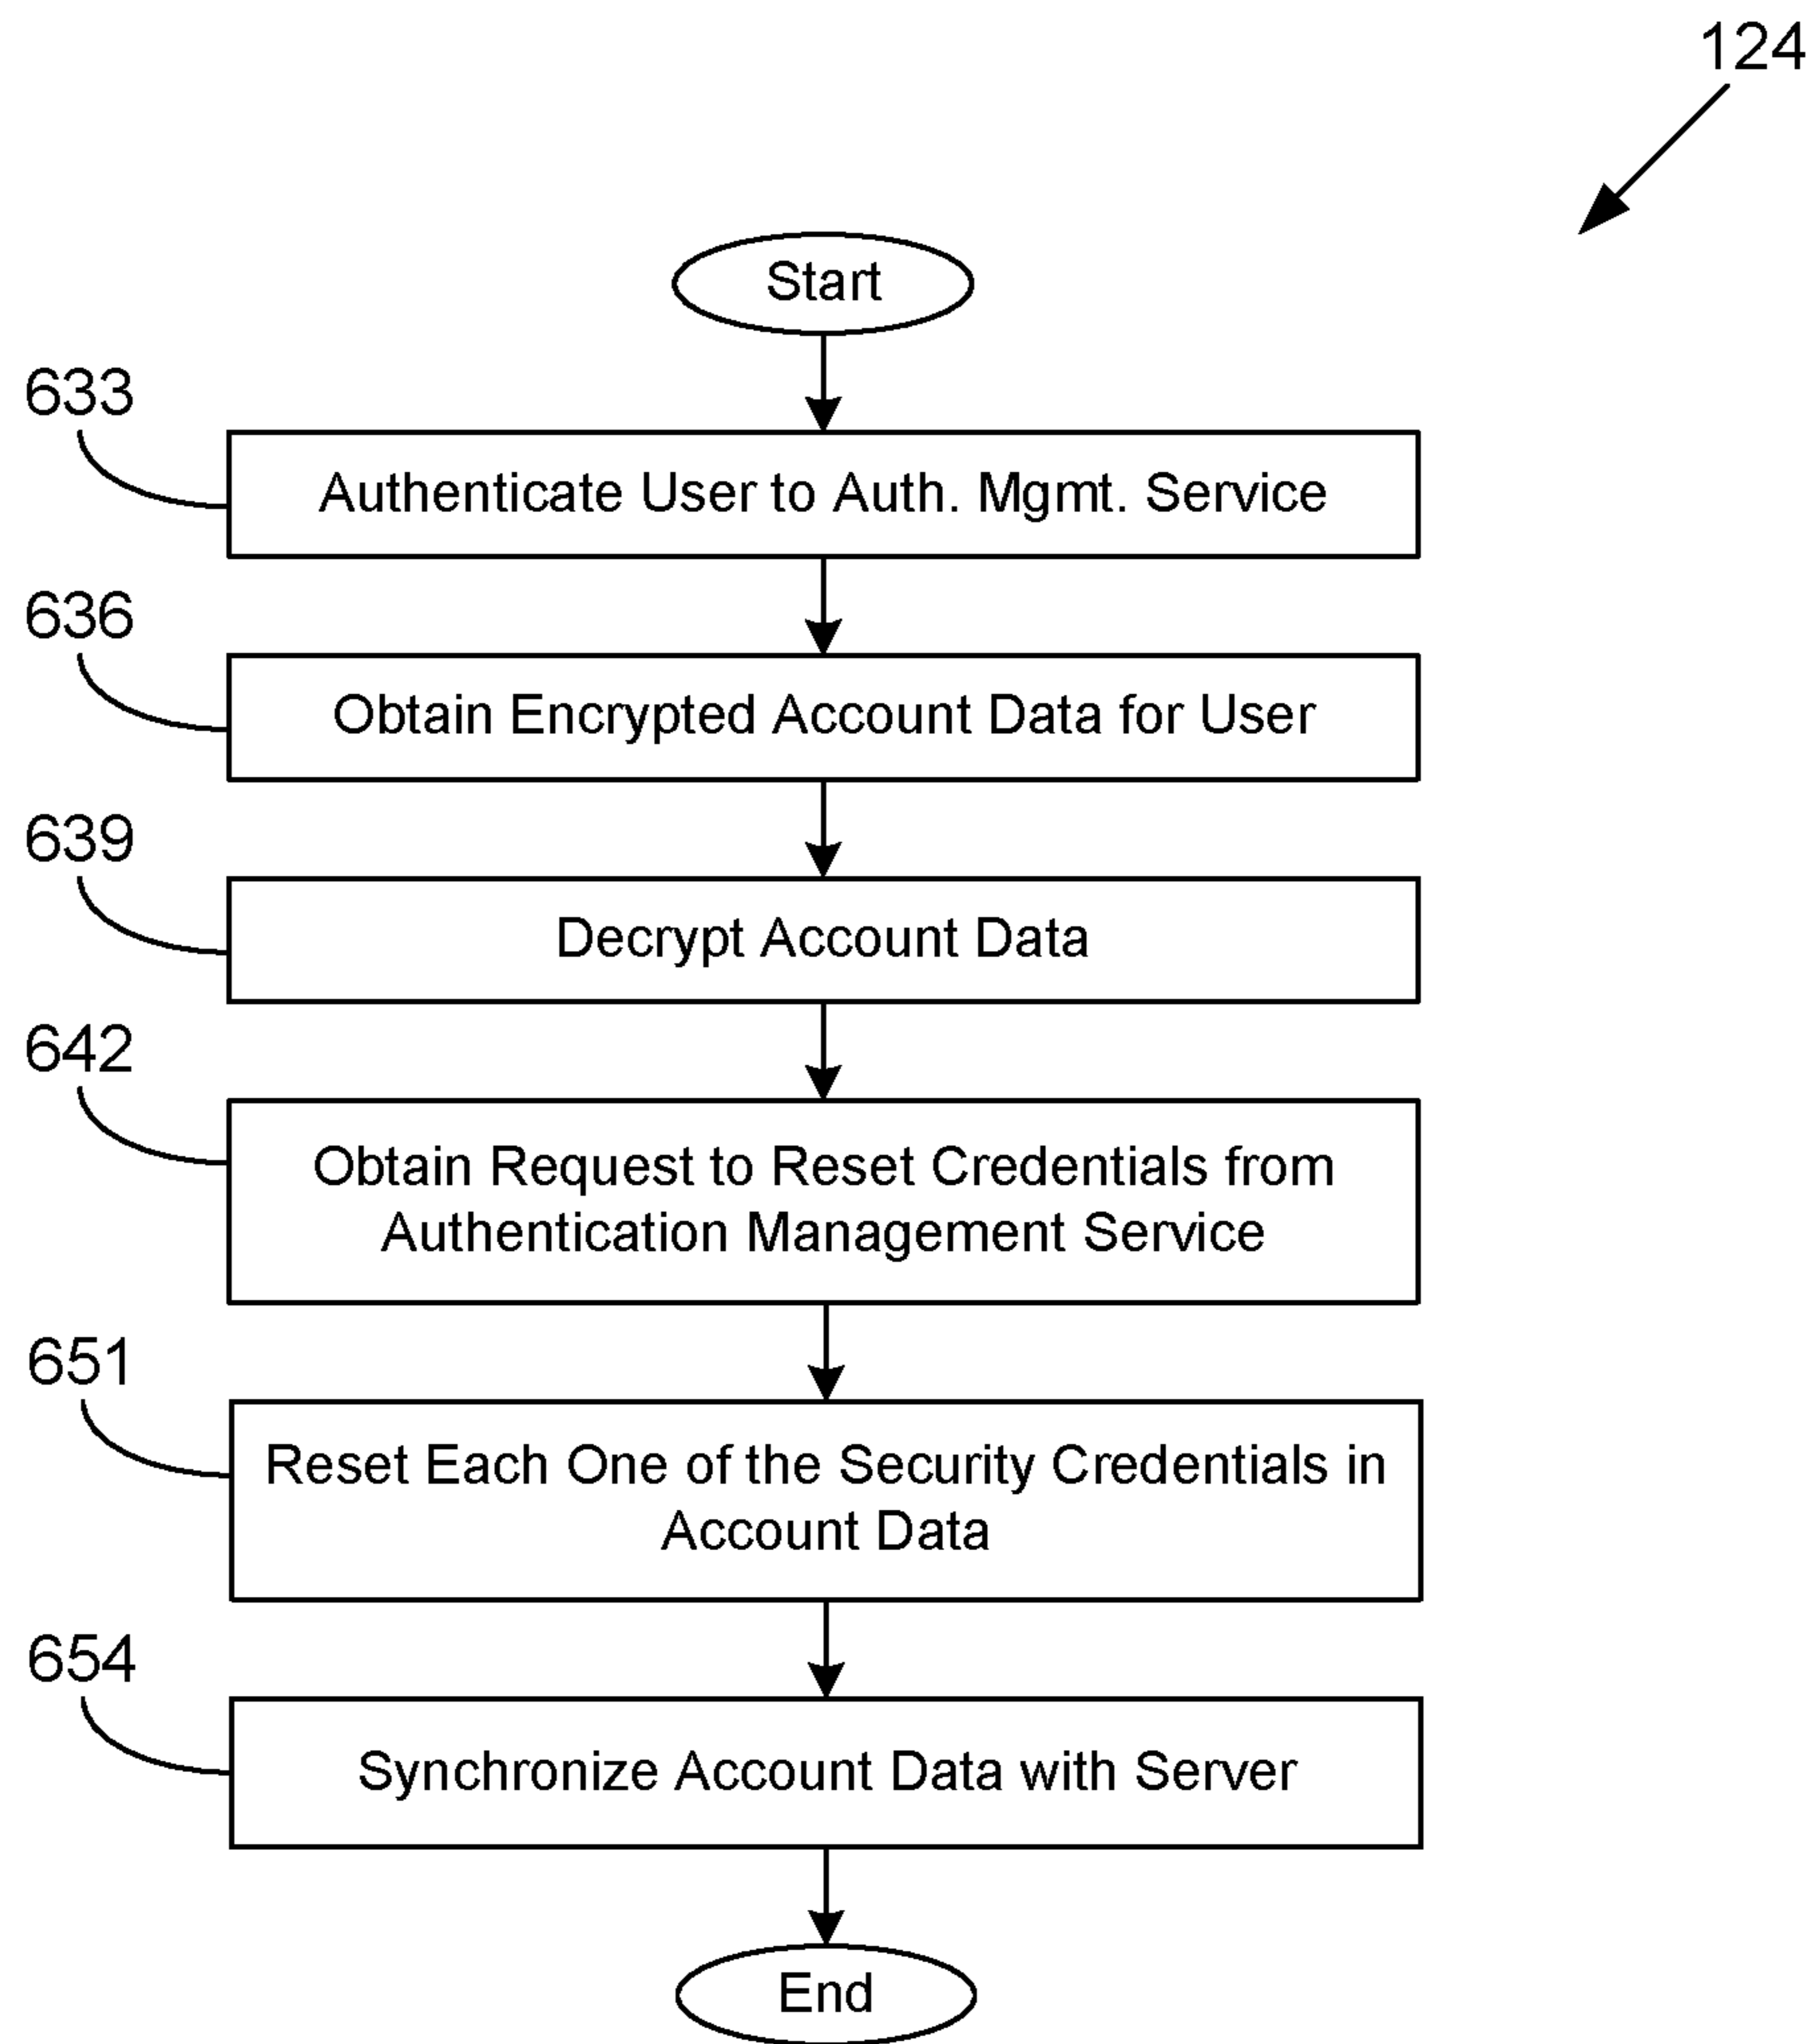 124
Start
633
Authenticate User to Auth. Mgmt. Service
636
Obtain Encrypted Account Data for User
639
Decrypt Account Data
642
Obtain Request to Reset Credentials from
Authentication Management Service
651
Reset Each One of the Security Credentials in
Account Data
654
Synchronize Account Data with Server
End